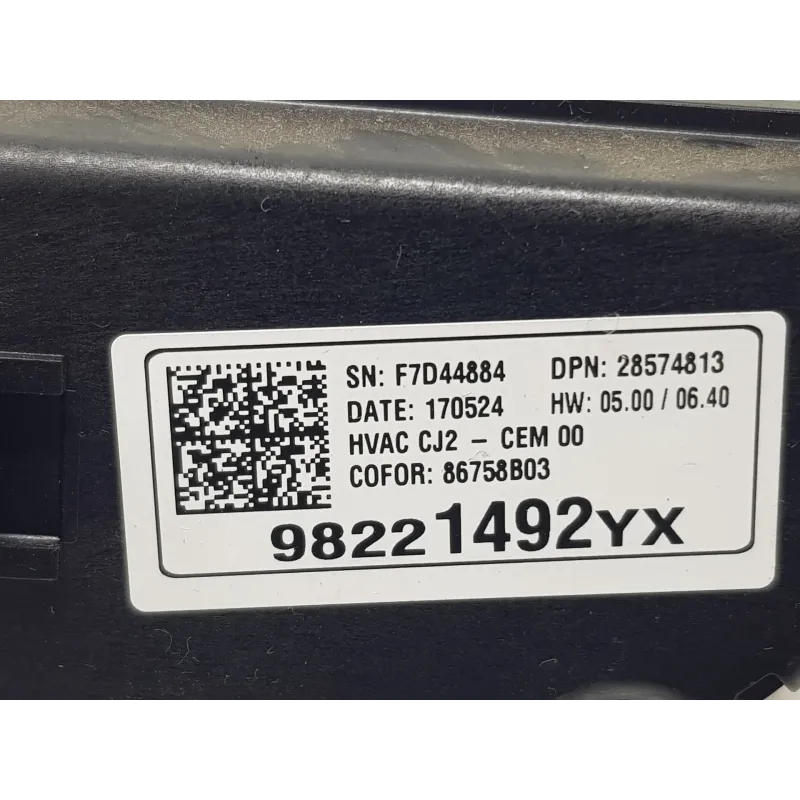 SN: F7D44884 DPN: 28574813
DATE: 170524 HW: 05.00 / 06.40
HVAC CJ2 - CEM 00
COFOR: 86758B03
98221492YX